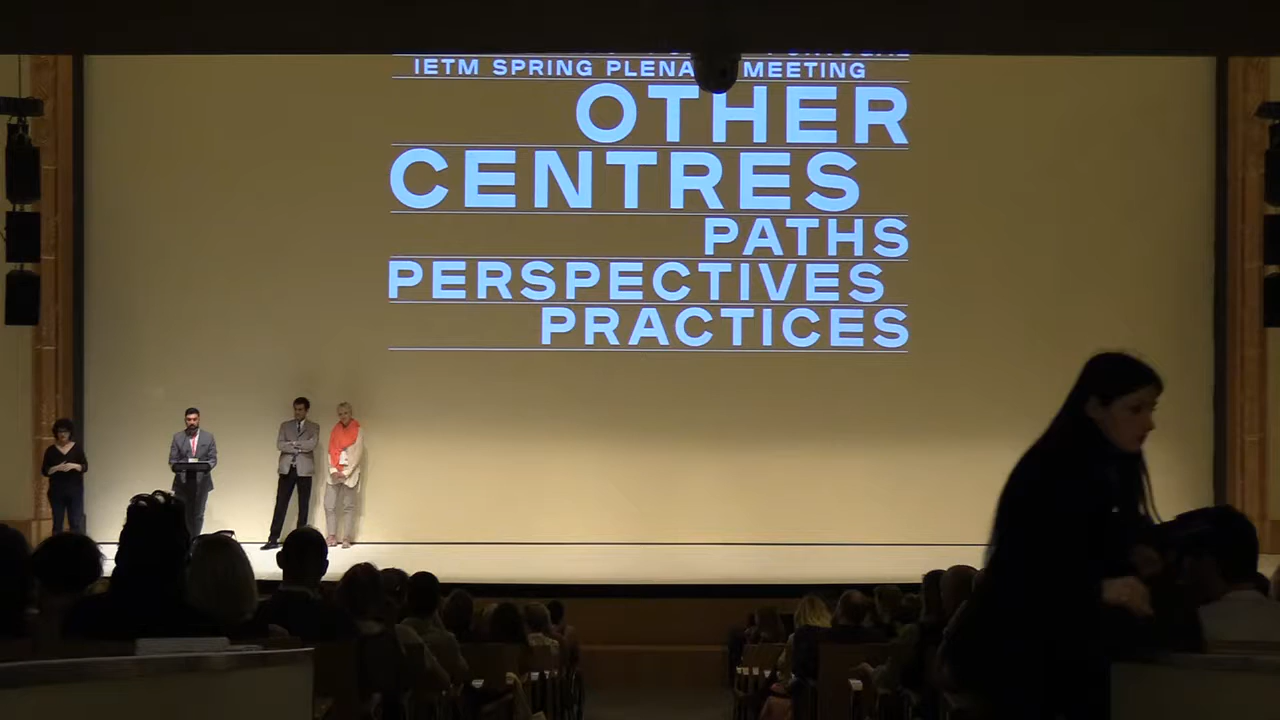 IETM SPRING PLENA MEETING
OTHER
CENTRES
PATHS
PERSPECTIVES
PRACTICES